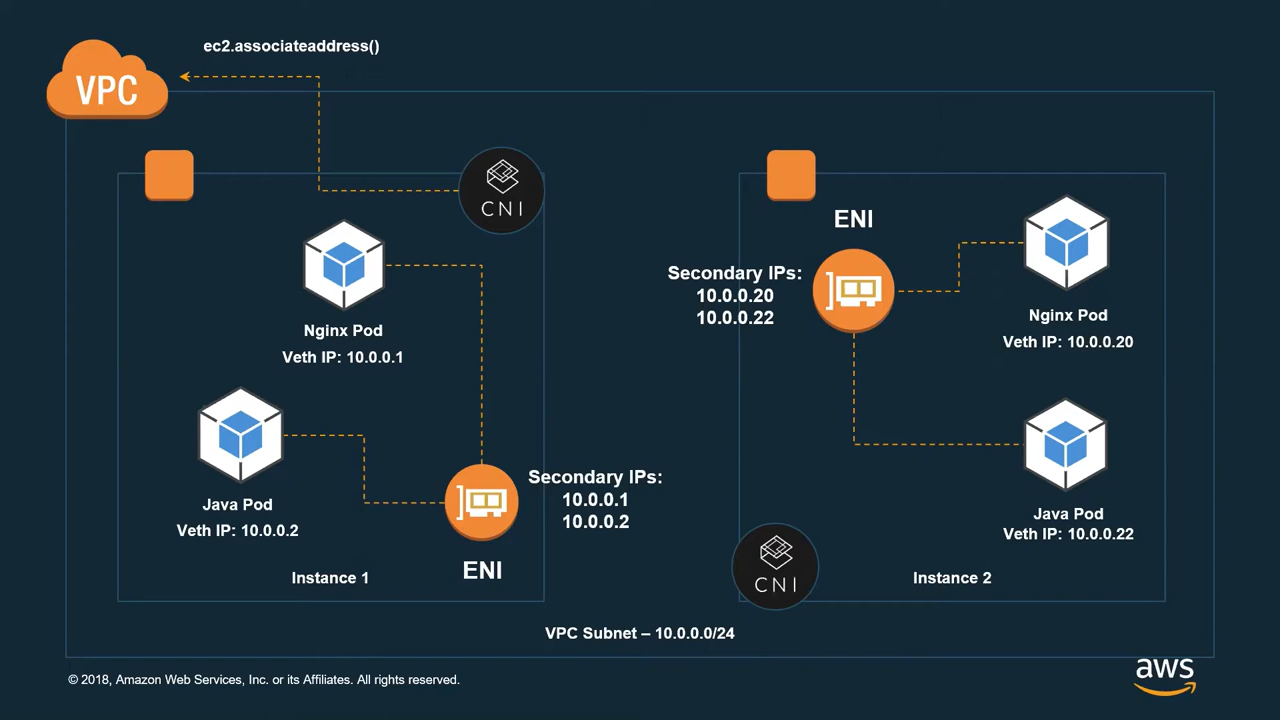 ec2.associateaddress()
VPC
CNI
Nginx Pod
Veth IP: 10.0.0.1
Java Pod
Veth IP: 10.0.0.2
Secondary IPs:
10.0.0.1
10.0.0.2
ENI
Instance 1
ENI
Secondary IPs:
10.0.0.20
10.0.0.22
Nginx Pod
Veth IP: 10.0.0.20
Java Pod
Veth IP: 10.0.0.22
CNI
Instance 2
VPC Subnet – 10.0.0.0/24
© 2018, Amazon Web Services, Inc. or its Affiliates. All rights reserved.
aws